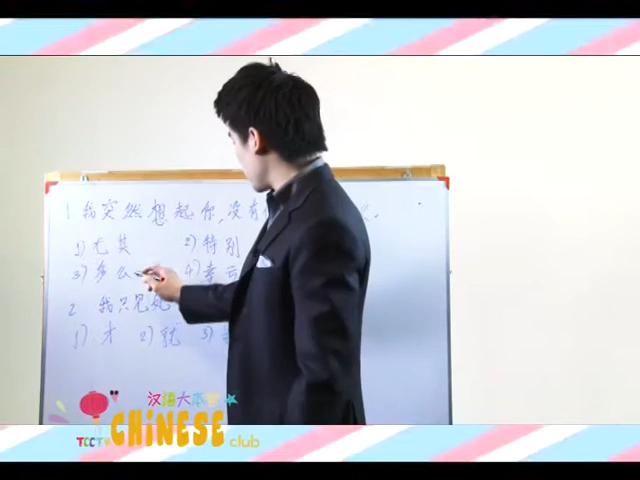 1 我突然想起你,没有
1) 尤其 2) 特别
3) 多么 4) 幸亏
2 我只见
1) 才 2) 就 3)
汉语大本
TCCTV CHINESE club